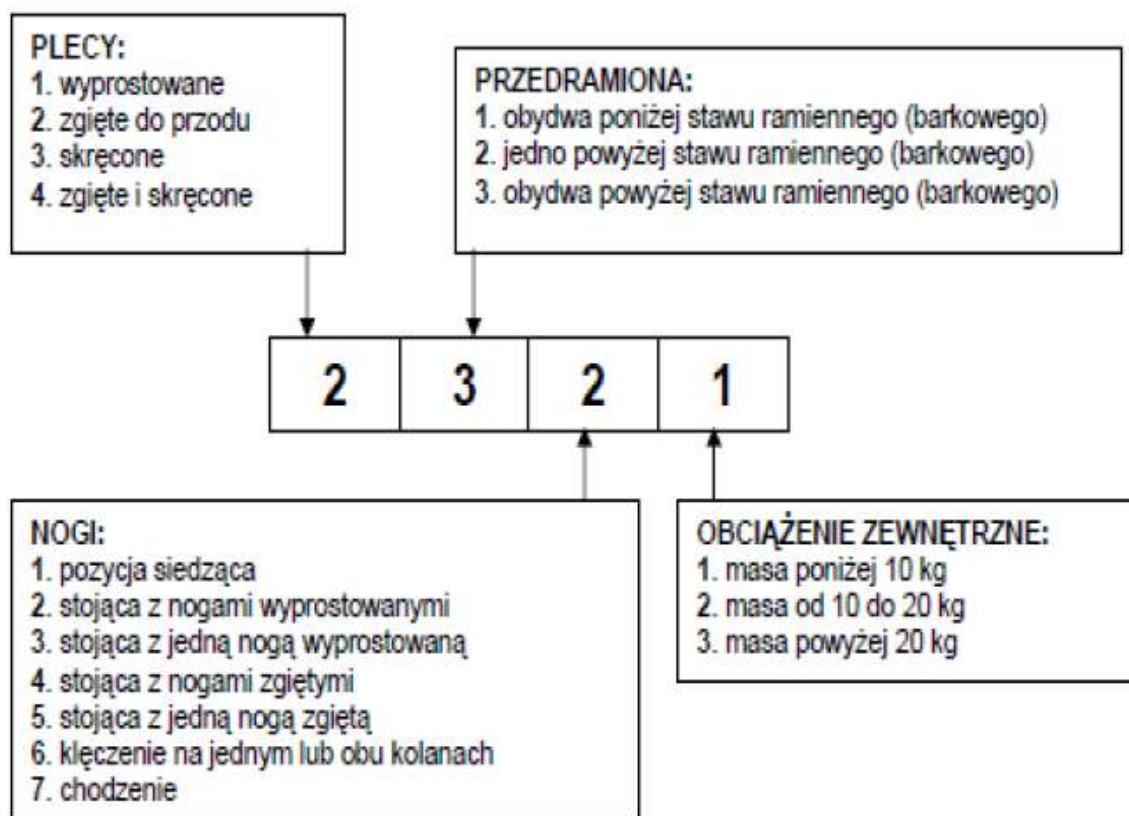 PLECY:
1. wyprostowane
2. zgięte do przodu
3. skręcone
4. zgięte i skręcone
PRZEDRAMIONA:
1. obydwa poniżej stawu ramiennego (barkowego)
2. jedno powyżej stawu ramiennego (barkowego)
3. obydwa powyżej stawu ramiennego (barkowego)
2 3 2 1
NOGI:
1. pozycja siedząca
2. stojąca z nogami wyprostowanymi
3. stojąca z jedną nogą wyprostowaną
4. stojąca z nogami zgiętymi
5. stojąca z jedną nogą zgiętą
6. klęczenie na jednym lub obu kolanach
7. chodzenie
OBCIĄŻENIE ZEWNĘTRZNE:
1. masa poniżej 10 kg
2. masa od 10 do 20 kg
3. masa powyżej 20 kg